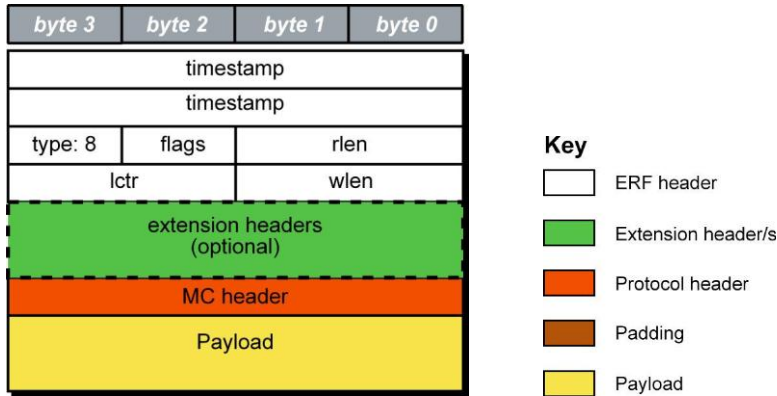 byte 3 byte 2 byte 1 byte 0
timestamp
timestamp
type: 8 flags rlen
lctr wlen
extension headers
(optional)
MC header
Payload
Key
ERF header
Extension header/s
Protocol header
Padding
Payload